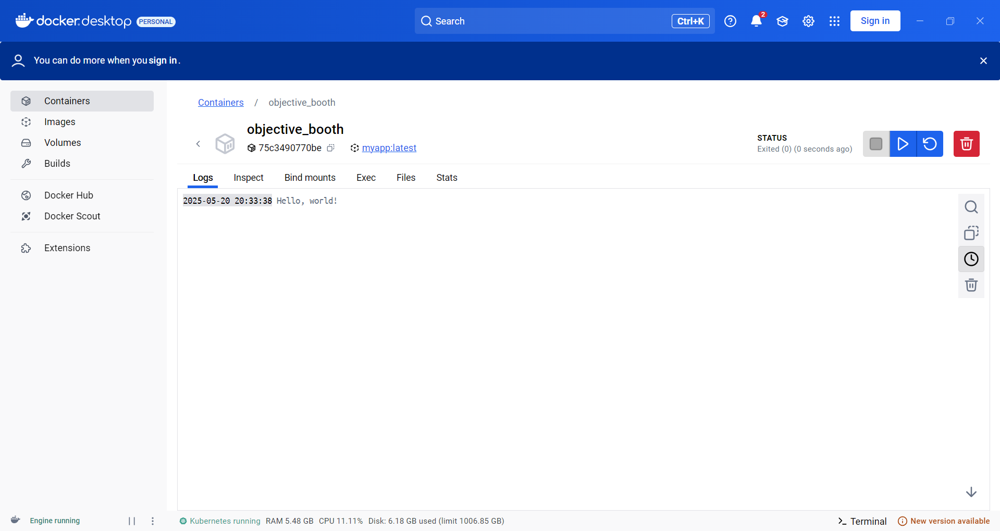 docker.desktop PERSONAL
Search
Ctrl+K
2
Sign in
You can do more when you sign in.
Containers
Images
Volumes
Builds
Docker Hub
Docker Scout
Extensions
Containers / objective_booth
objective_booth
75c3490770be
myapp:latest
STATUS
Exited (0) (0 seconds ago)
Logs
Inspect
Bind mounts
Exec
Files
Stats
2025-05-20 20:33:38 Hello, world!
Engine running
Kubernetes running
RAM 5.48 GB
CPU 11.11%
Disk: 6.18 GB used (limit 1006.85 GB)
Terminal
New version available